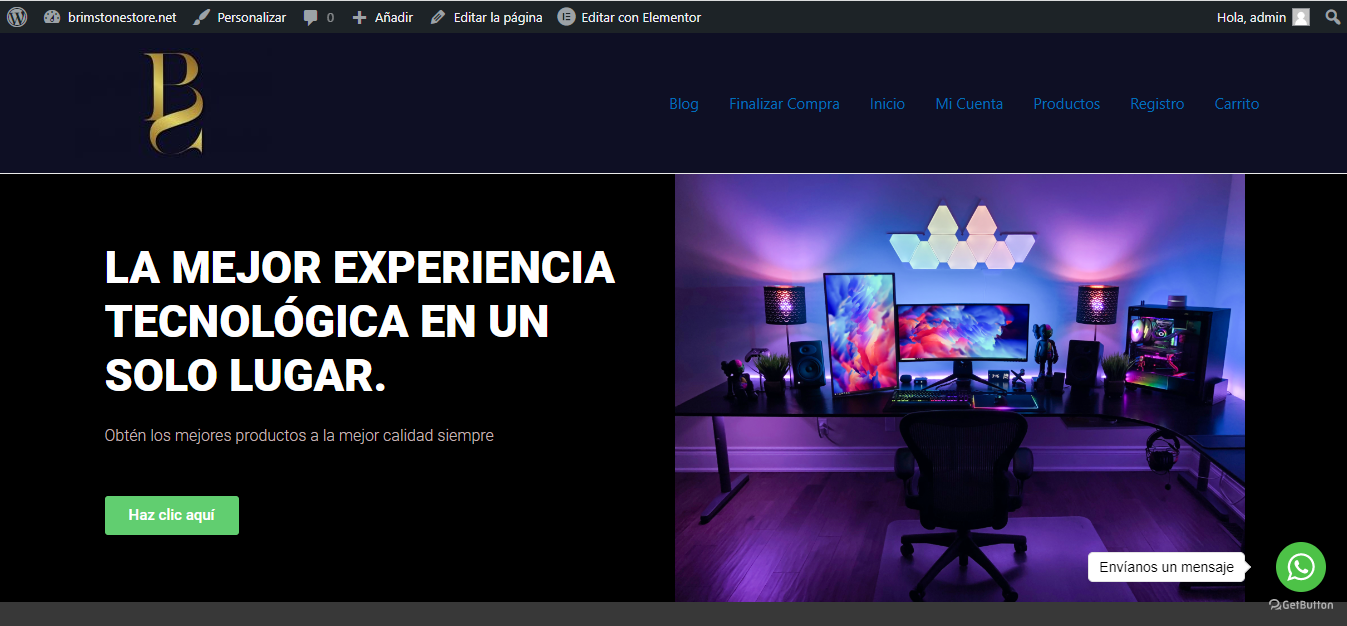 brimstonestore.net Personalizar 0 Añadir Editar la página Editar con Elementor Hola, admin
Blog Finalizar Compra Inicio Mi Cuenta Productos Registro Carrito
LA MEJOR EXPERIENCIA
TECNOLÓGICA EN UN
SOLO LUGAR.
Obtén los mejores productos a la mejor calidad siempre
Haz clic aquí
Envíanos un mensaje
GetButton